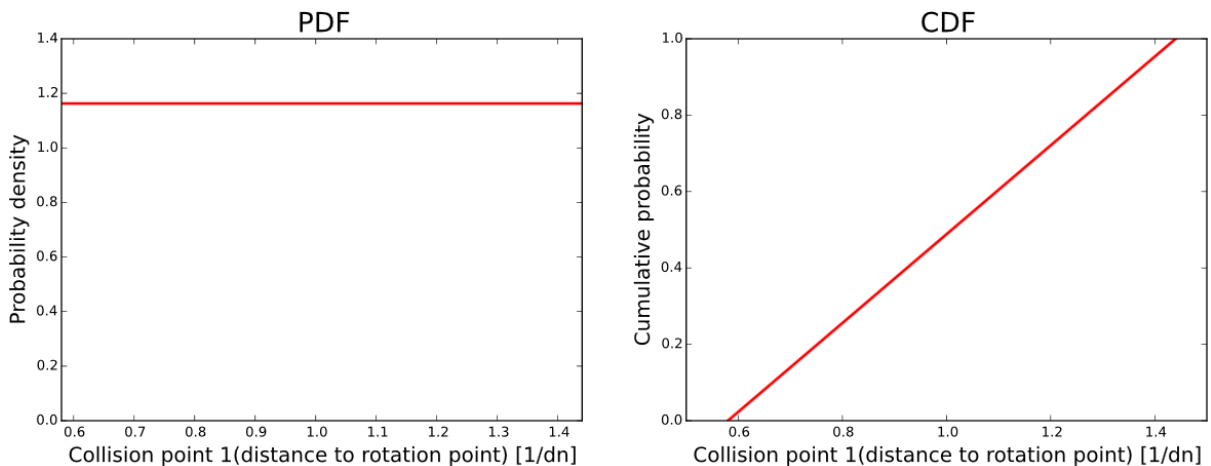 PDF
Probability density
1.4
1.2
1.0
0.8
0.6
0.4
0.2
0.0
0.6 0.7 0.8 0.9 1.0 1.1 1.2 1.3 1.4
Collision point 1(distance to rotation point) [1/dn]
CDF
Cumulative probability
1.0
0.8
0.6
0.4
0.2
0.0
0.6 0.8 1.0 1.2 1.4
Collision point 1(distance to rotation point) [1/dn]